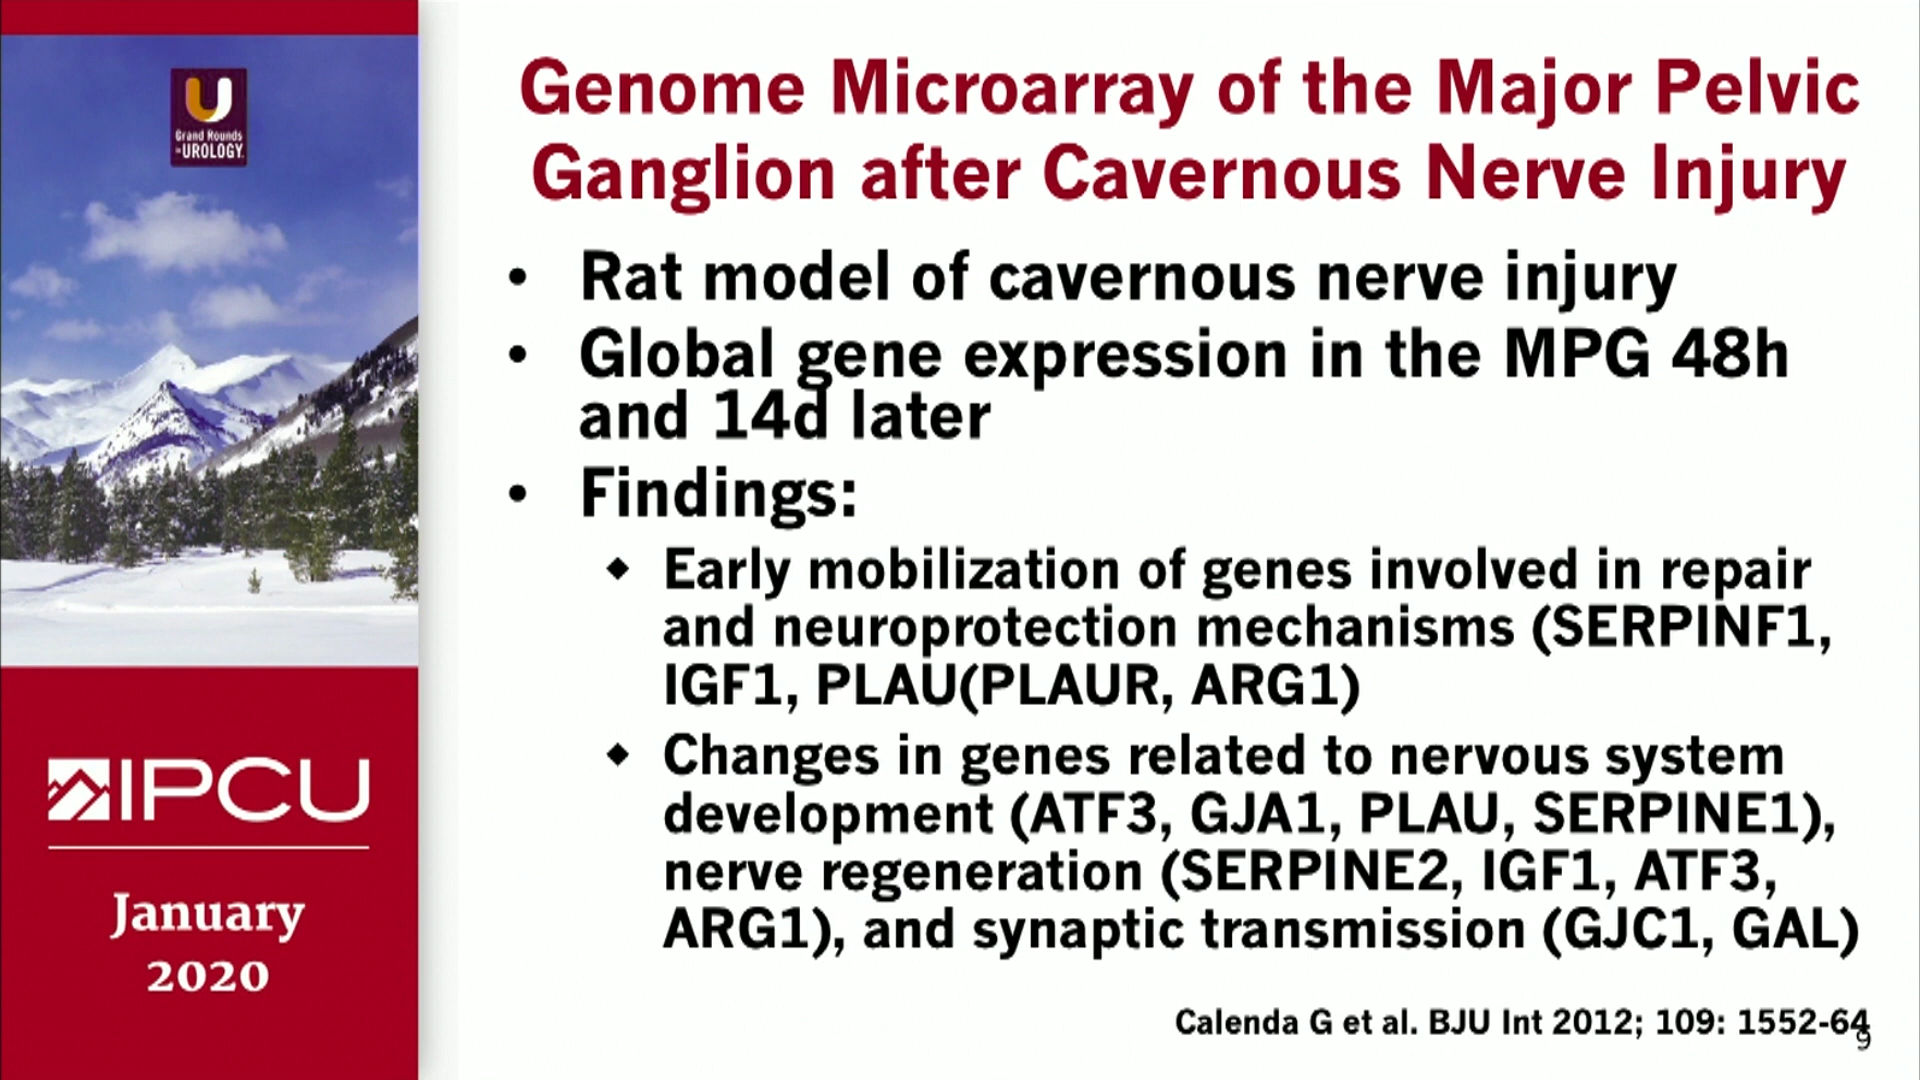 U
Grand Rounds
in UROLOGY
IPCU
January
2020
Genome Microarray of the Major Pelvic
Ganglion after Cavernous Nerve Injury
• Rat model of cavernous nerve injury
• Global gene expression in the MPG 48h
and 14d later
• Findings:
◆ Early mobilization of genes involved in repair
and neuroprotection mechanisms (SERPINF1,
IGF1, PLAU(PLAUR, ARG1)
◆ Changes in genes related to nervous system
development (ATF3, GJA1, PLAU, SERPINE1),
nerve regeneration (SERPINE2, IGF1, ATF3,
ARG1), and synaptic transmission (GJC1, GAL)
Calenda G et al. BJU Int 2012; 109: 1552-64
9